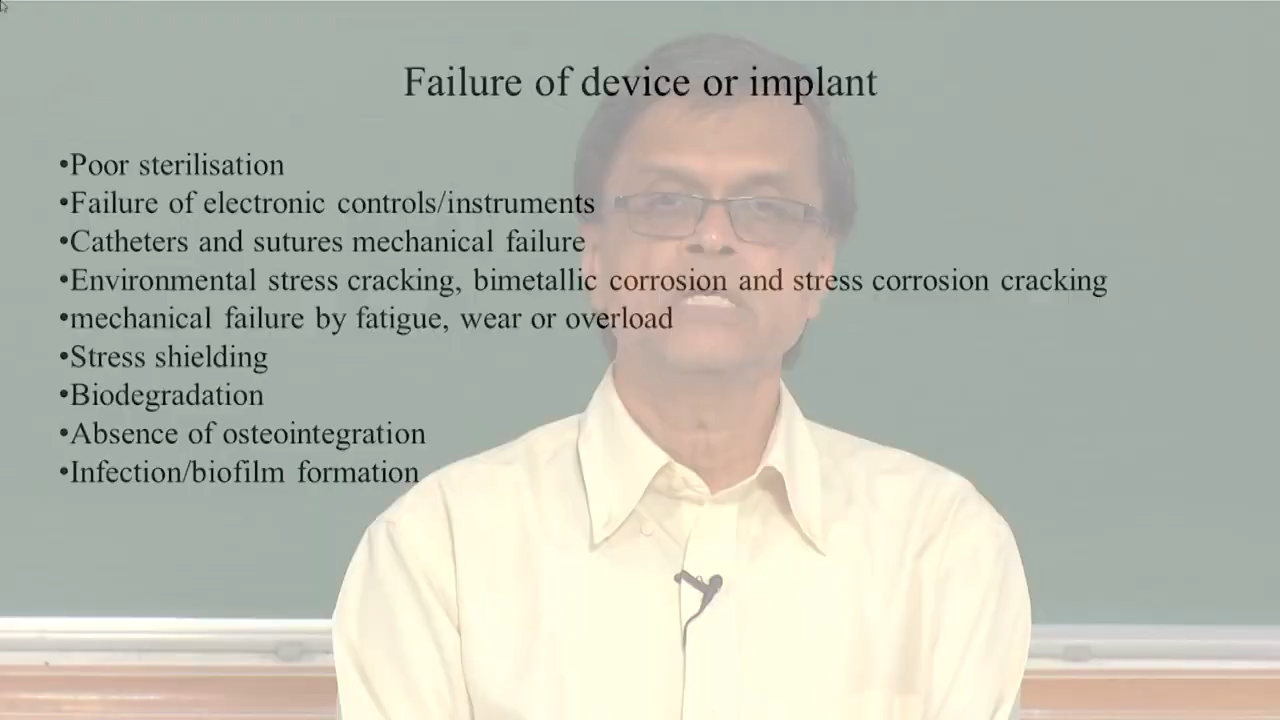 Failure of device or implant
•Poor sterilisation
•Failure of electronic controls/instruments
•Catheters and sutures mechanical failure
•Environmental stress cracking, bimetallic corrosion and stress corrosion cracking
•mechanical failure by fatigue, wear or overload
•Stress shielding
•Biodegradation
•Absence of osteointegration
•Infection/biofilm formation